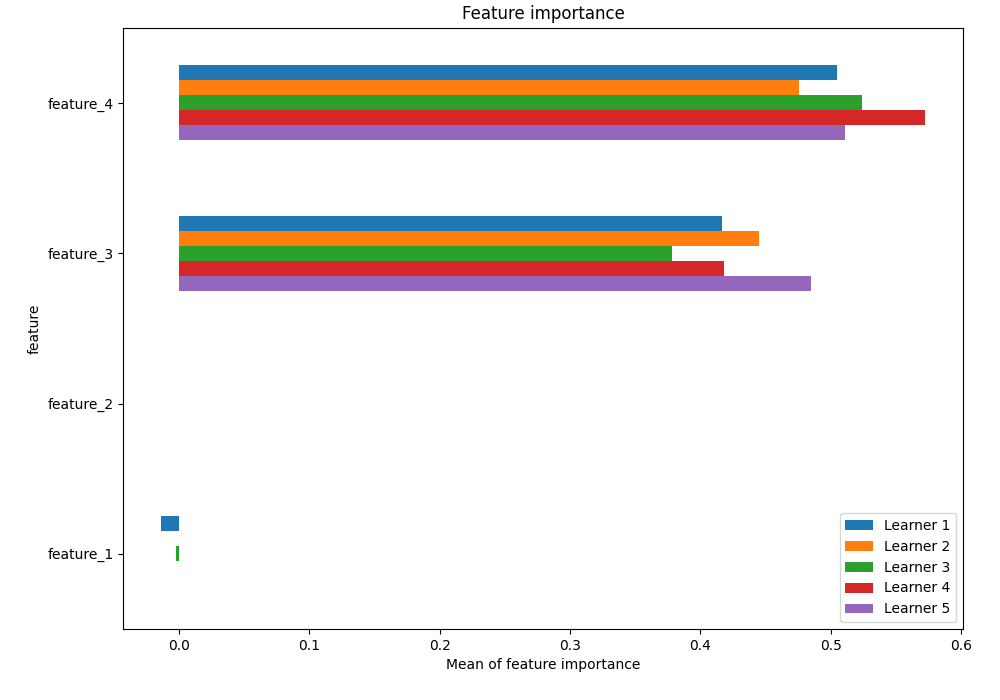 Feature importance
feature_4
feature_3
feature_2
feature_1
feature
0.0
0.1
0.2
0.3
0.4
0.5
0.6
Mean of feature importance
Learner 1
Learner 2
Learner 3
Learner 4
Learner 5